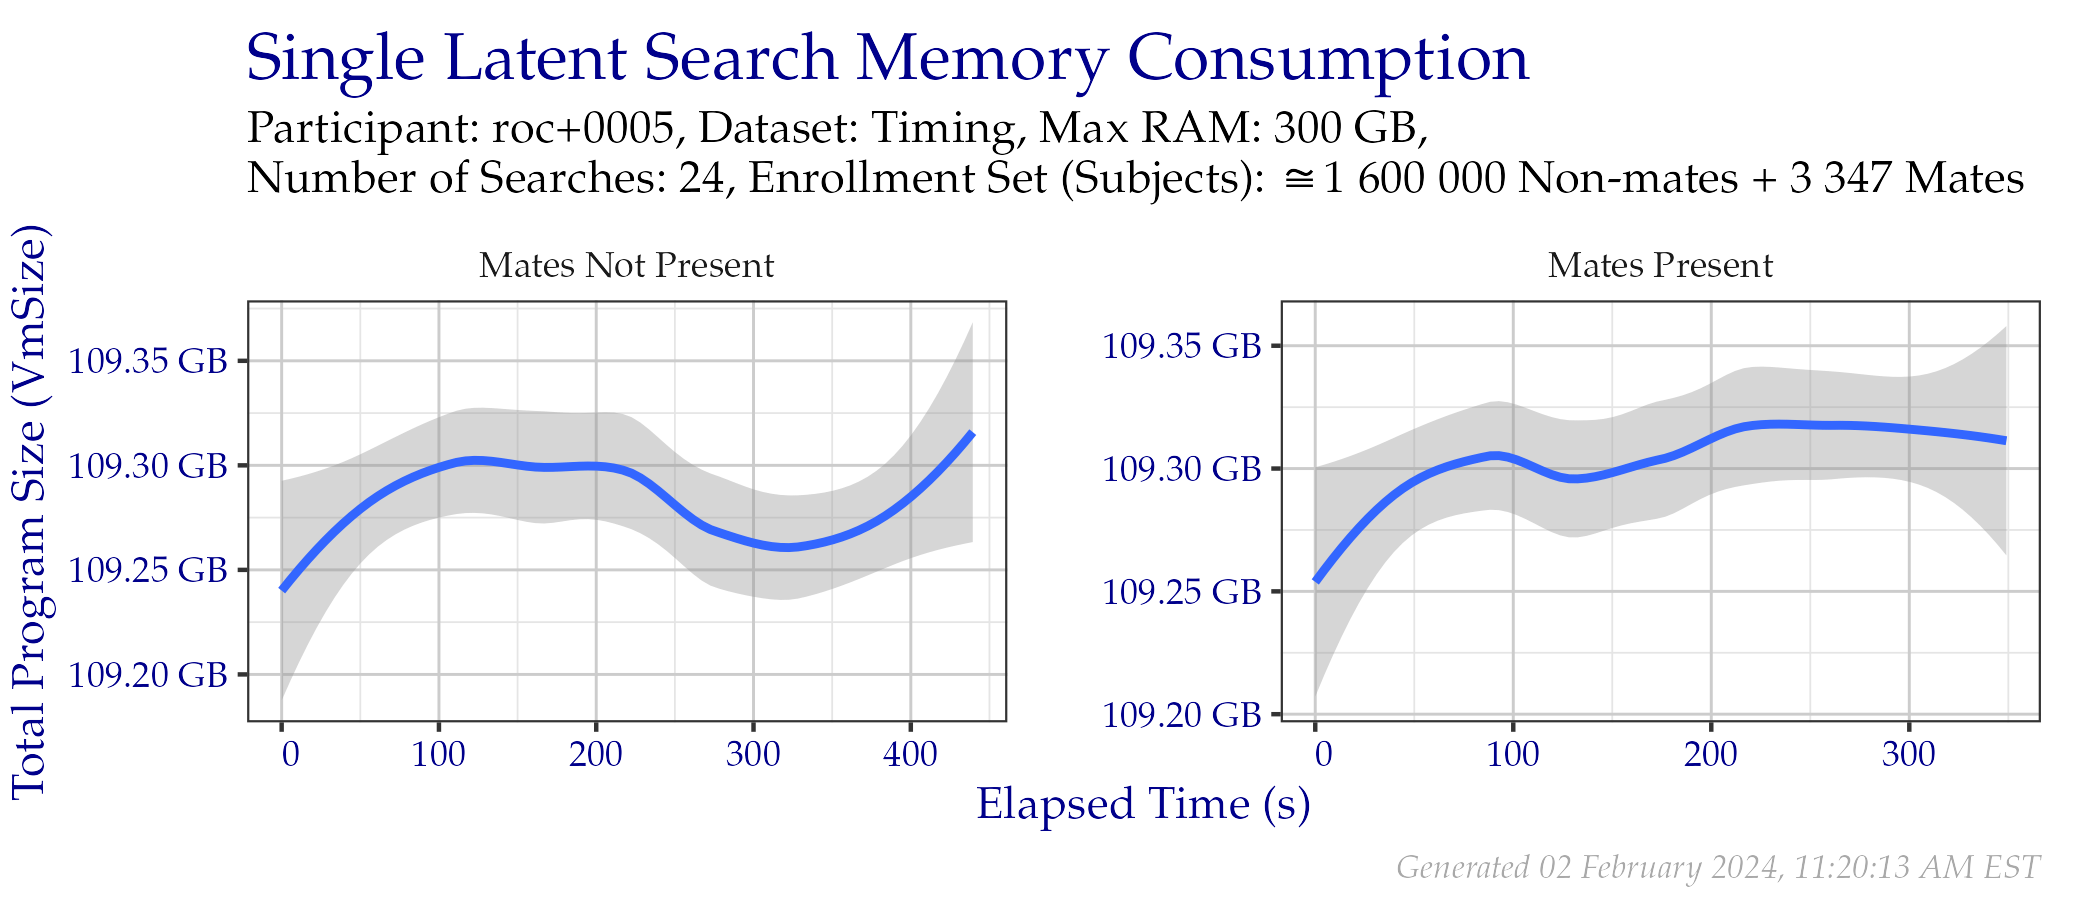 Single Latent Search Memory Consumption
Participant: roc+0005, Dataset: Timing, Max RAM: 300 GB,
Number of Searches: 24, Enrollment Set (Subjects): ≅ 1 600 000 Non-mates + 3 347 Mates
Total Program Size (VmSize)
Mates Not Present
109.35 GB
109.30 GB
109.25 GB
109.20 GB
0 100 200 300 400
Mates Present
109.35 GB
109.30 GB
109.25 GB
109.20 GB
0 100 200 300
Elapsed Time (s)
Generated 02 February 2024, 11:20:13 AM EST